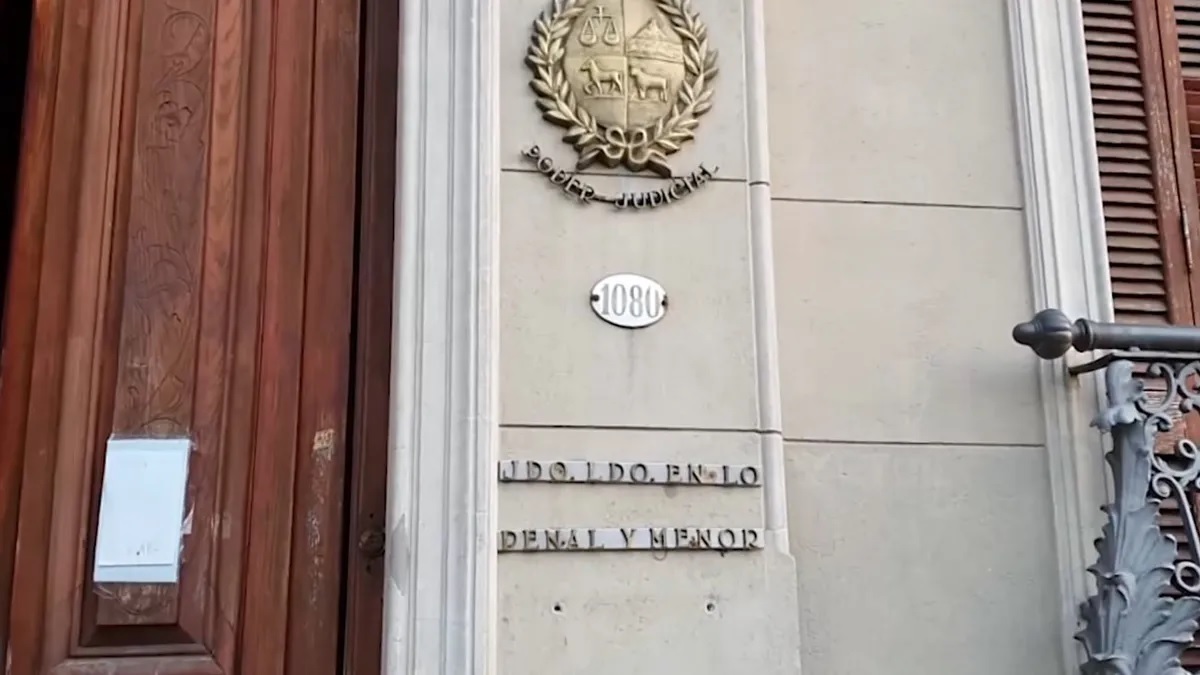 PODER JUDICIAL
1080
JDO. LDO. EN LO
PENAL Y MENOR